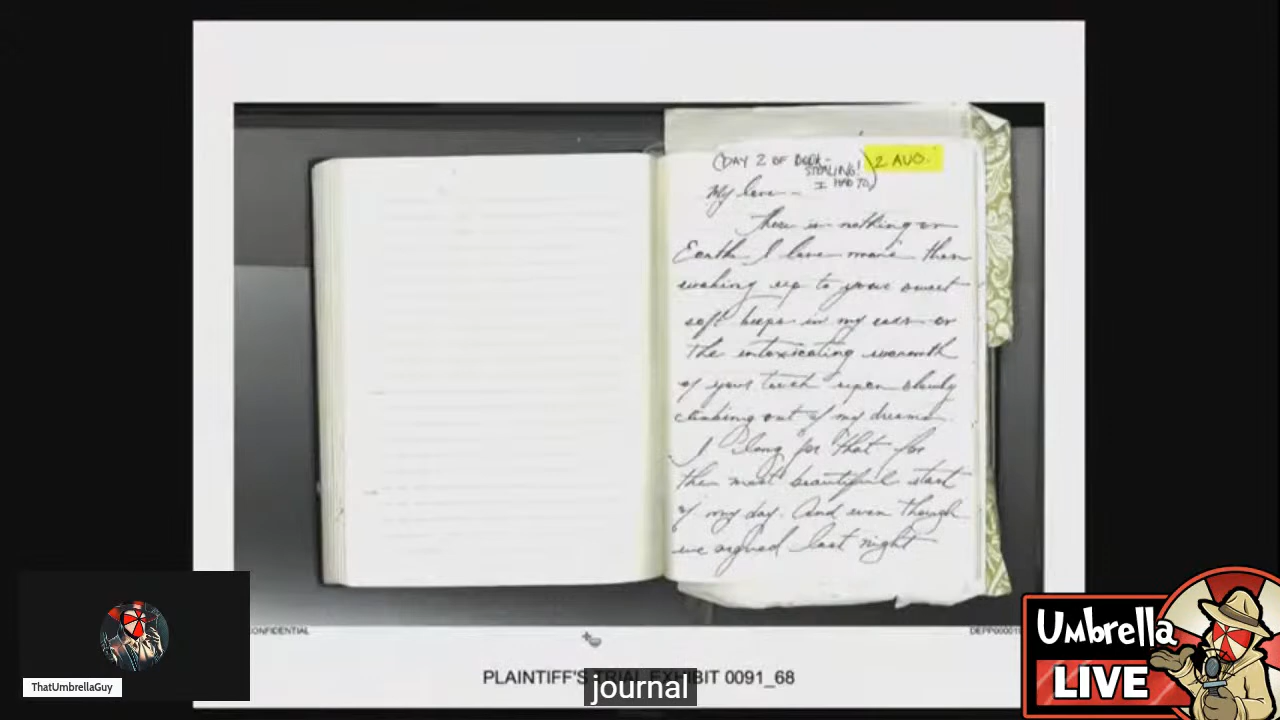 (DAY 2 OF BOOK-
STEALING!
I HAD TO)
2 AUG.
My love -
There is nothing on
Earth I love more than
waking up to your sweet
soft in my ear or
the intoxicating warmth
of your touch upon slowly
climbing out of my dreams.
I long for that for
the most beautiful start
of my day. And even though
we argued last night
ONFIDENTIAL
PLAINTIFF'S TRIAL EXHIBIT 0091_68
journal
ThatUmbrellaGuy
Umbrella
LIVE